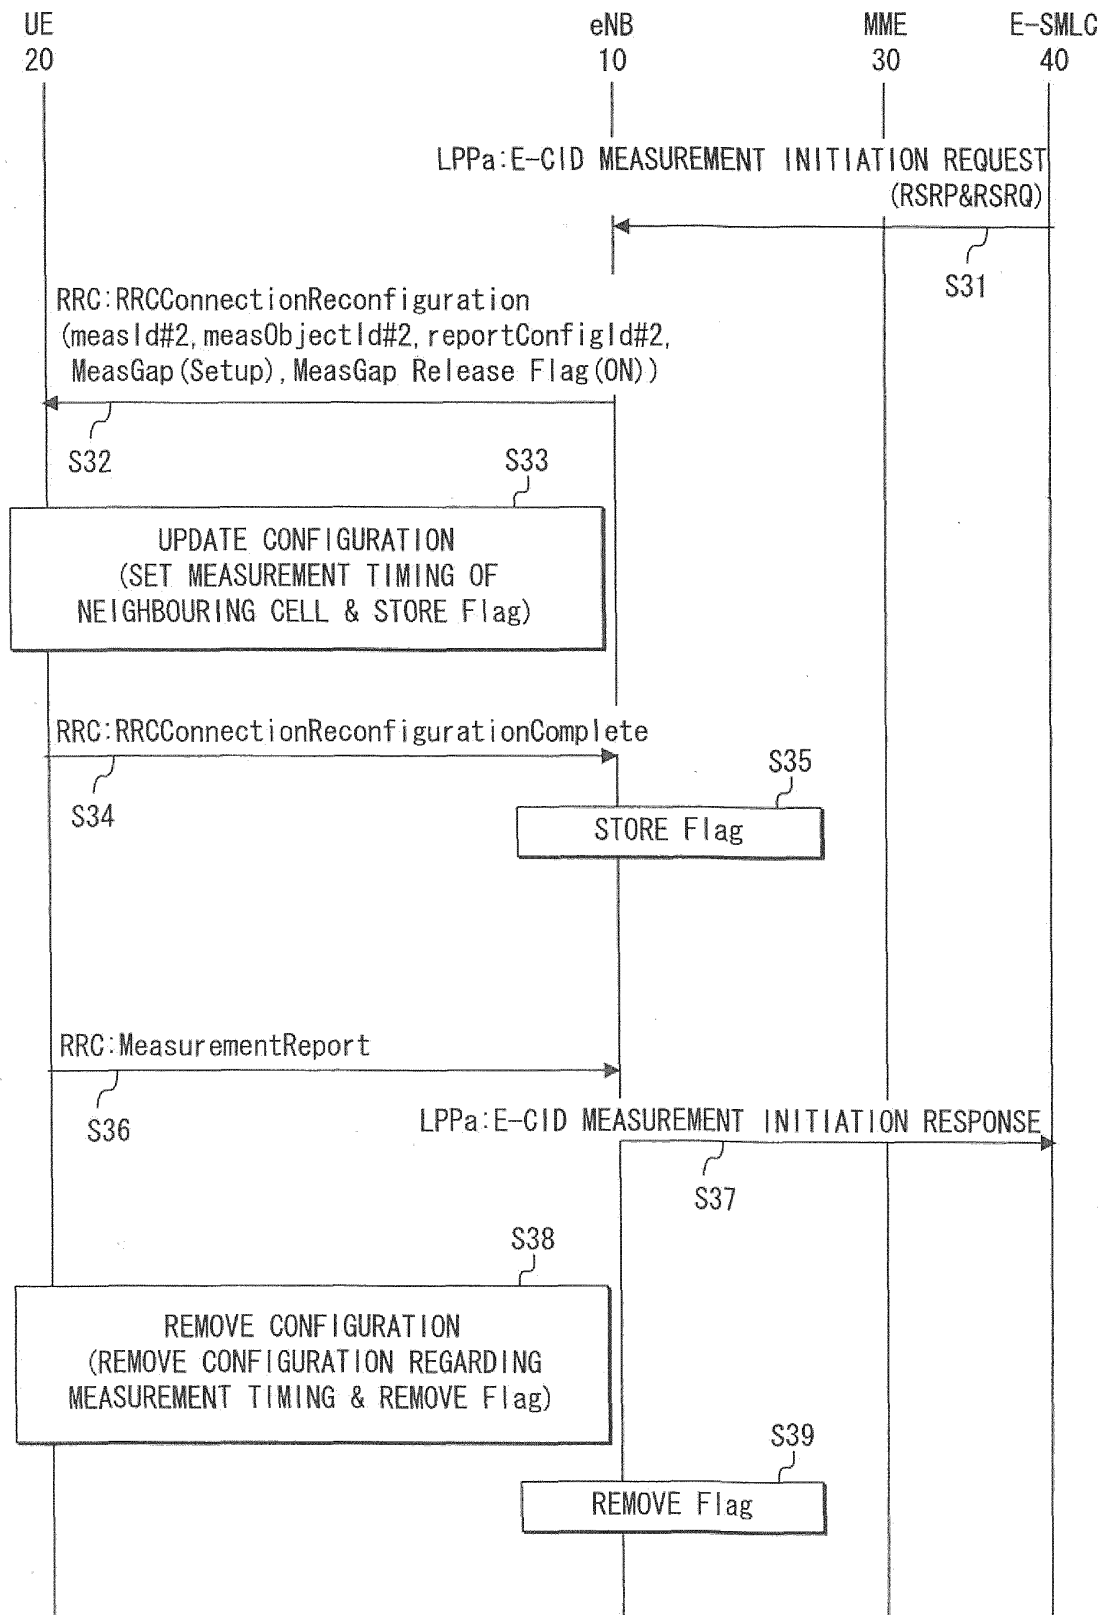 UE eNB MME E-SMLC
20 10 30 40
LPPa:E-CID MEASUREMENT INITIATION REQUEST
(RSRP&RSRQ)
S31
RRC:RRCConnectionReconfiguration
(measId#2,measObjectId#2,reportConfigId#2,
MeasGap(Setup),MeasGap Release Flag(ON))
S32
S33
UPDATE CONFIGURATION
(SET MEASUREMENT TIMING OF
NEIGHBOURING CELL & STORE Flag)
RRC:RRCConnectionReconfigurationComplete
S34
S35
STORE Flag
RRC:MeasurementReport
S36
LPPa:E-CID MEASUREMENT INITIATION RESPONSE
S37
S38
REMOVE CONFIGURATION
(REMOVE CONFIGURATION REGARDING
MEASUREMENT TIMING & REMOVE Flag)
S39
REMOVE Flag